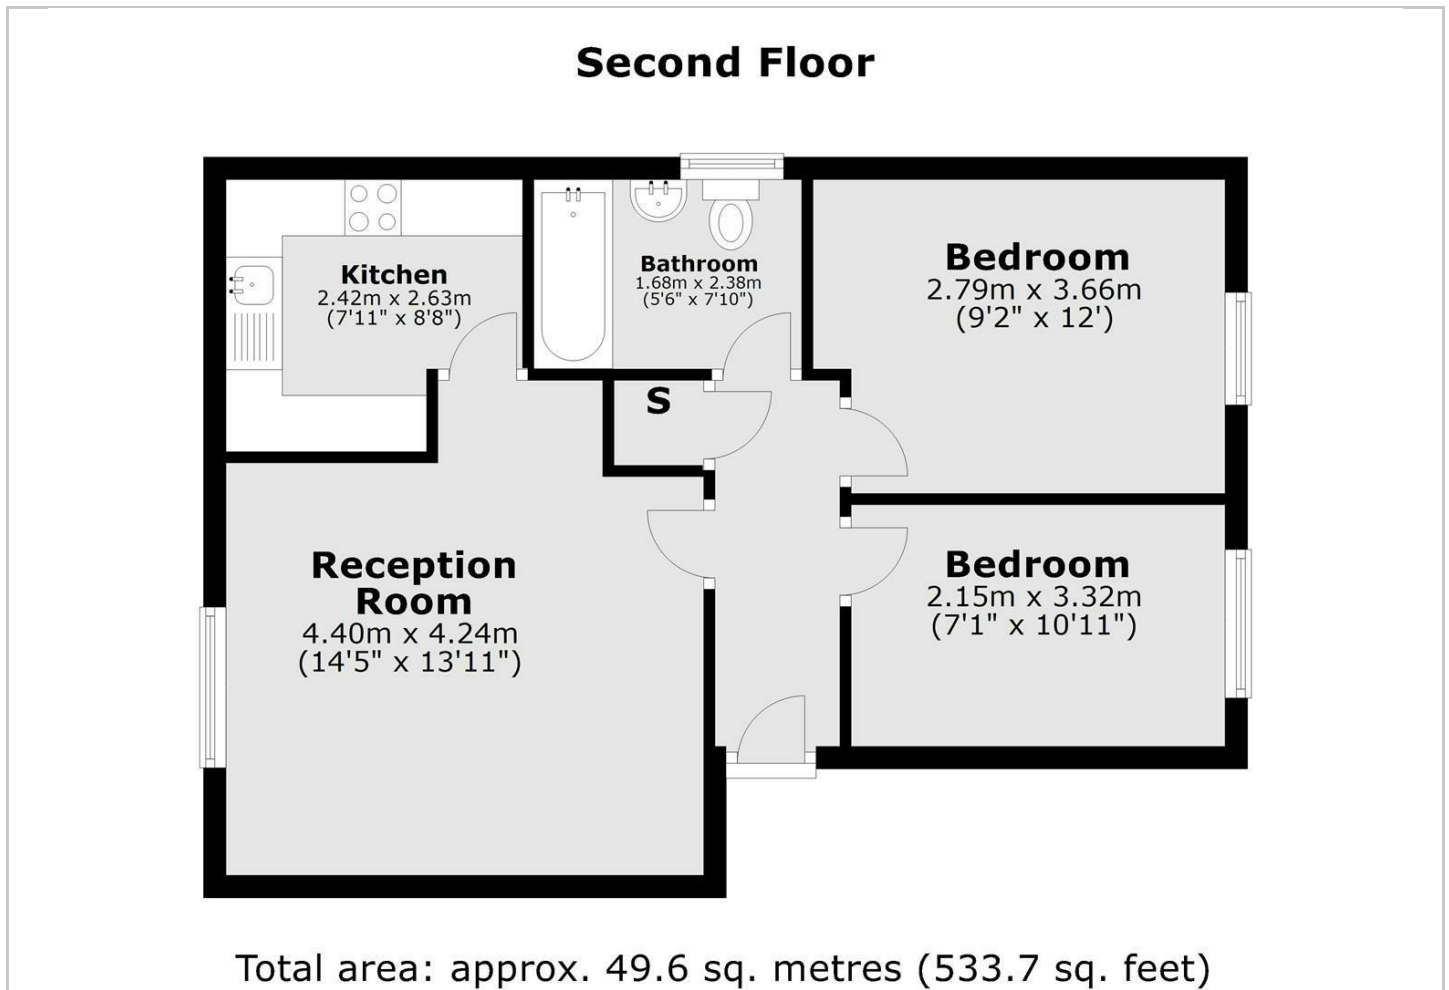 Second Floor
Kitchen
2.42m x 2.63m
(7'11" x 8'8")
Bathroom
1.68m x 2.38m
(5'6" x 7'10")
Bedroom
2.79m x 3.66m
(9'2" x 12')
S
Reception
Room
4.40m x 4.24m
(14'5" x 13'11")
Bedroom
2.15m x 3.32m
(7'1" x 10'11")
Total area: approx. 49.6 sq. metres (533.7 sq. feet)